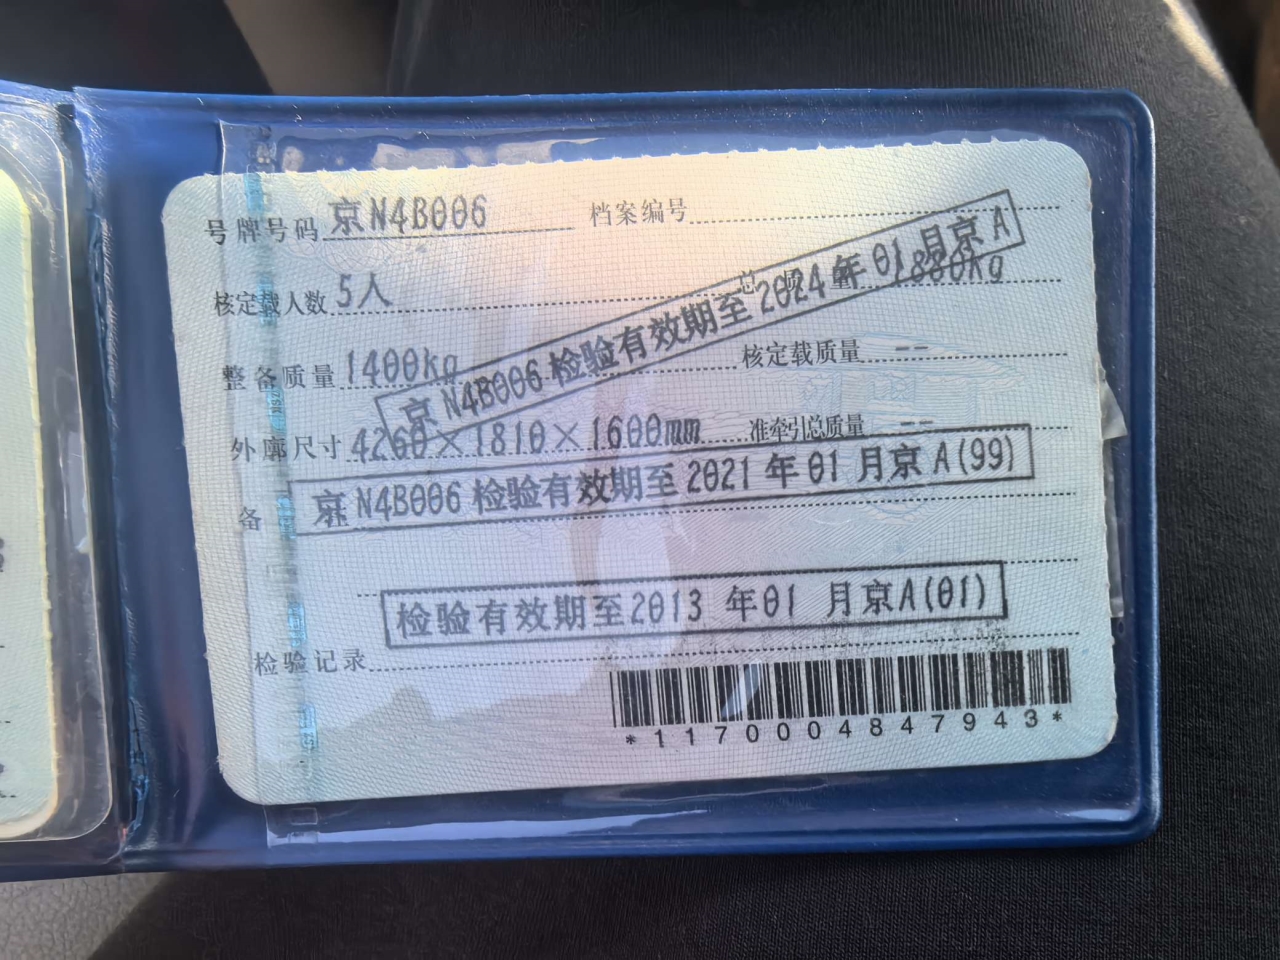 号牌号码 京N4B006 档案编号
核定载人数 5人 总质量 1880kg
京N4B006 检验有效期至2024年01月京A
整备质量 1400kg 核定载质量 --
外廓尺寸 4260×1810×1600mm 准牵引总质量 --
京N4B006 检验有效期至2021年01月京A(99)
备
检验有效期至2013 年01 月京A(01)
检验记录
*1170004847943*